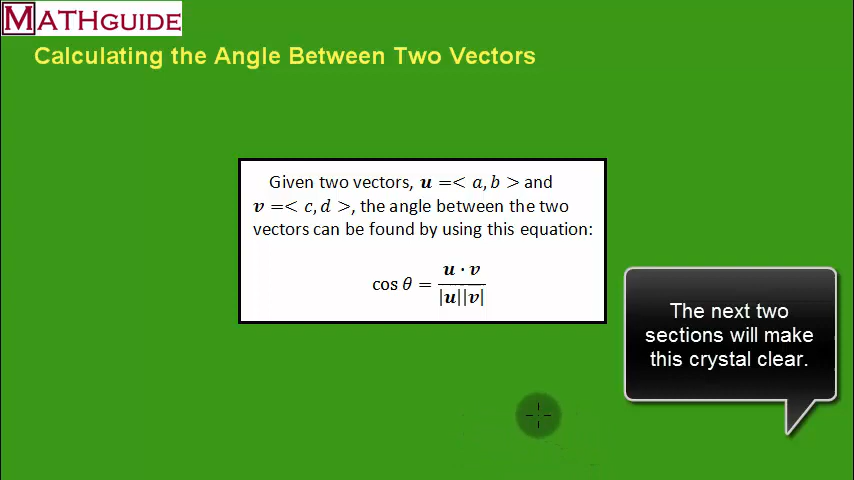 MATHGUIDE
Calculating the Angle Between Two Vectors
Given two vectors, u =< a, b > and
v =< c, d >, the angle between the two
vectors can be found by using this equation:
cos θ = u · v / |u||v|
The next two
sections will make
this crystal clear.